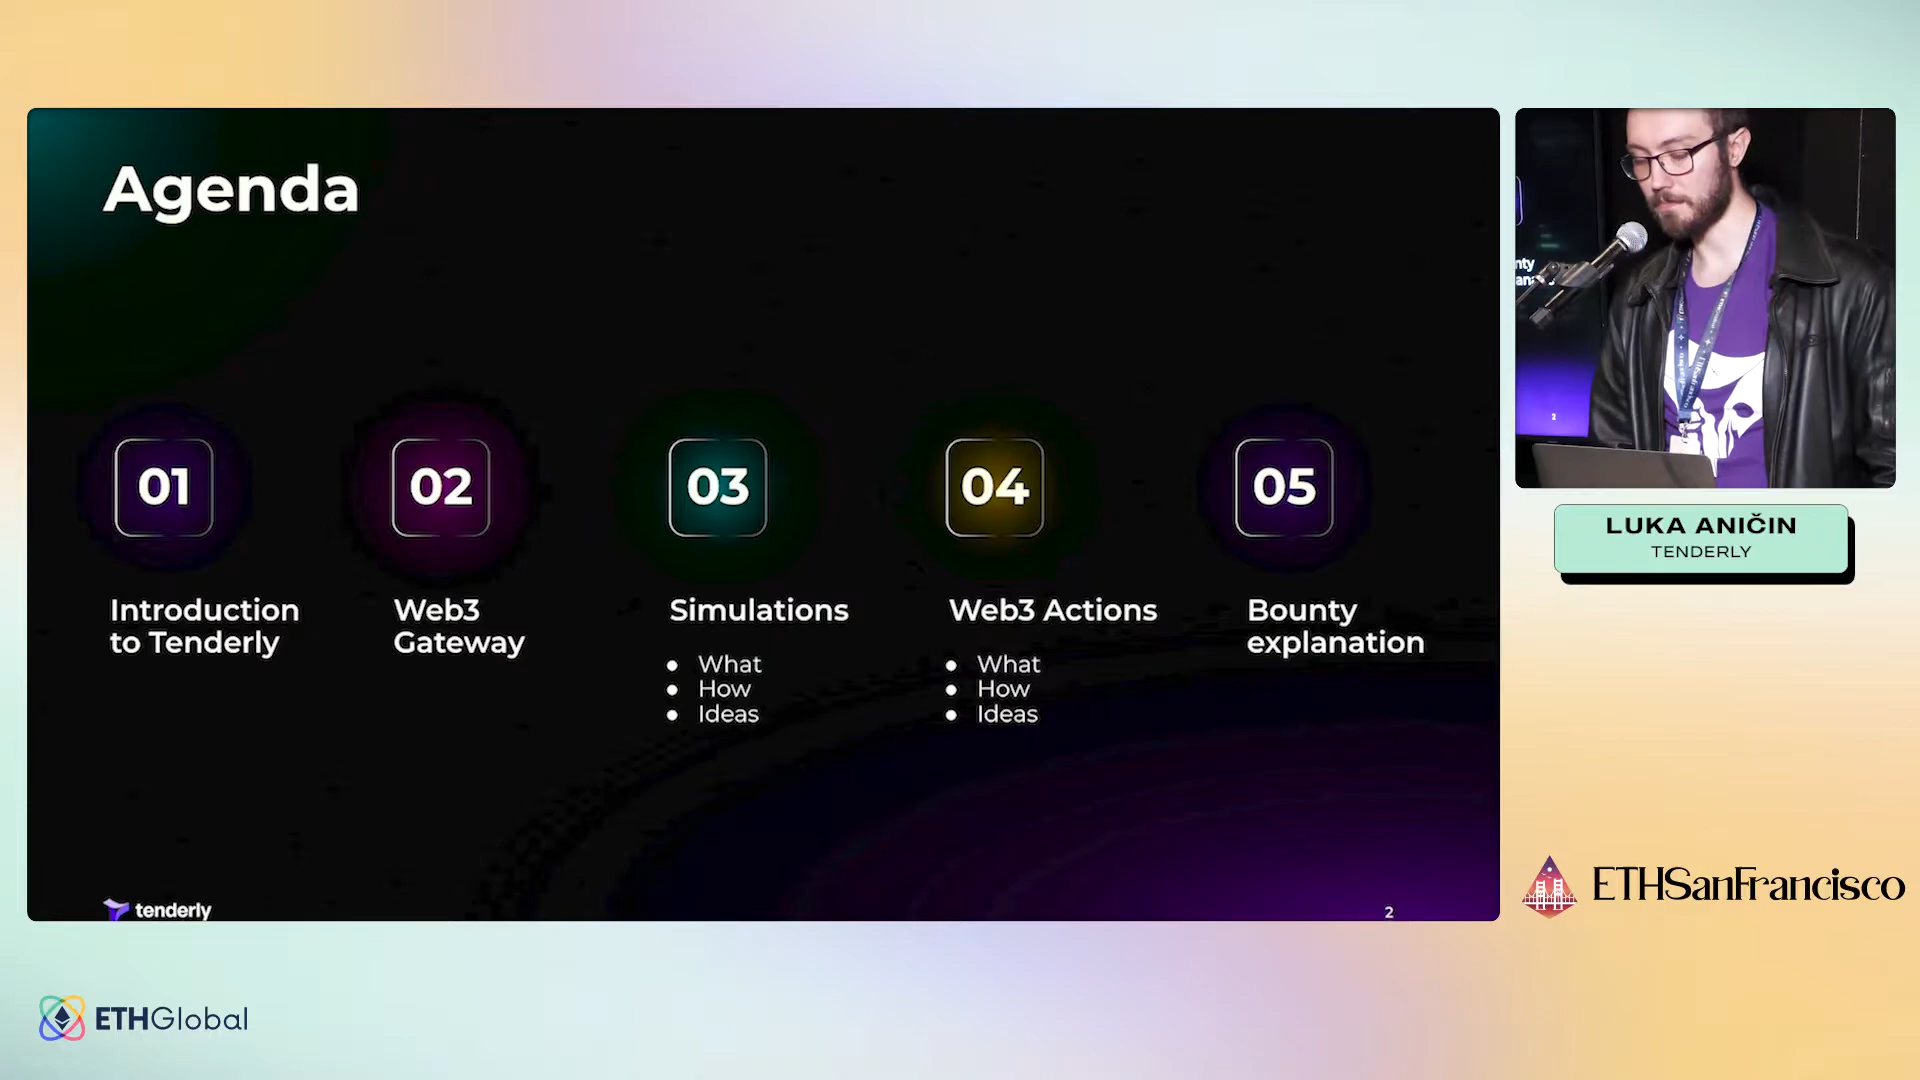 Agenda
01
02
03
04
05
Introduction
to Tenderly
Web3
Gateway
Simulations
What
How
Ideas
Web3 Actions
What
How
Ideas
Bounty
explanation
tenderly
2
LUKA ANIČIN
TENDERLY
ETHSanFrancisco
ETHGlobal